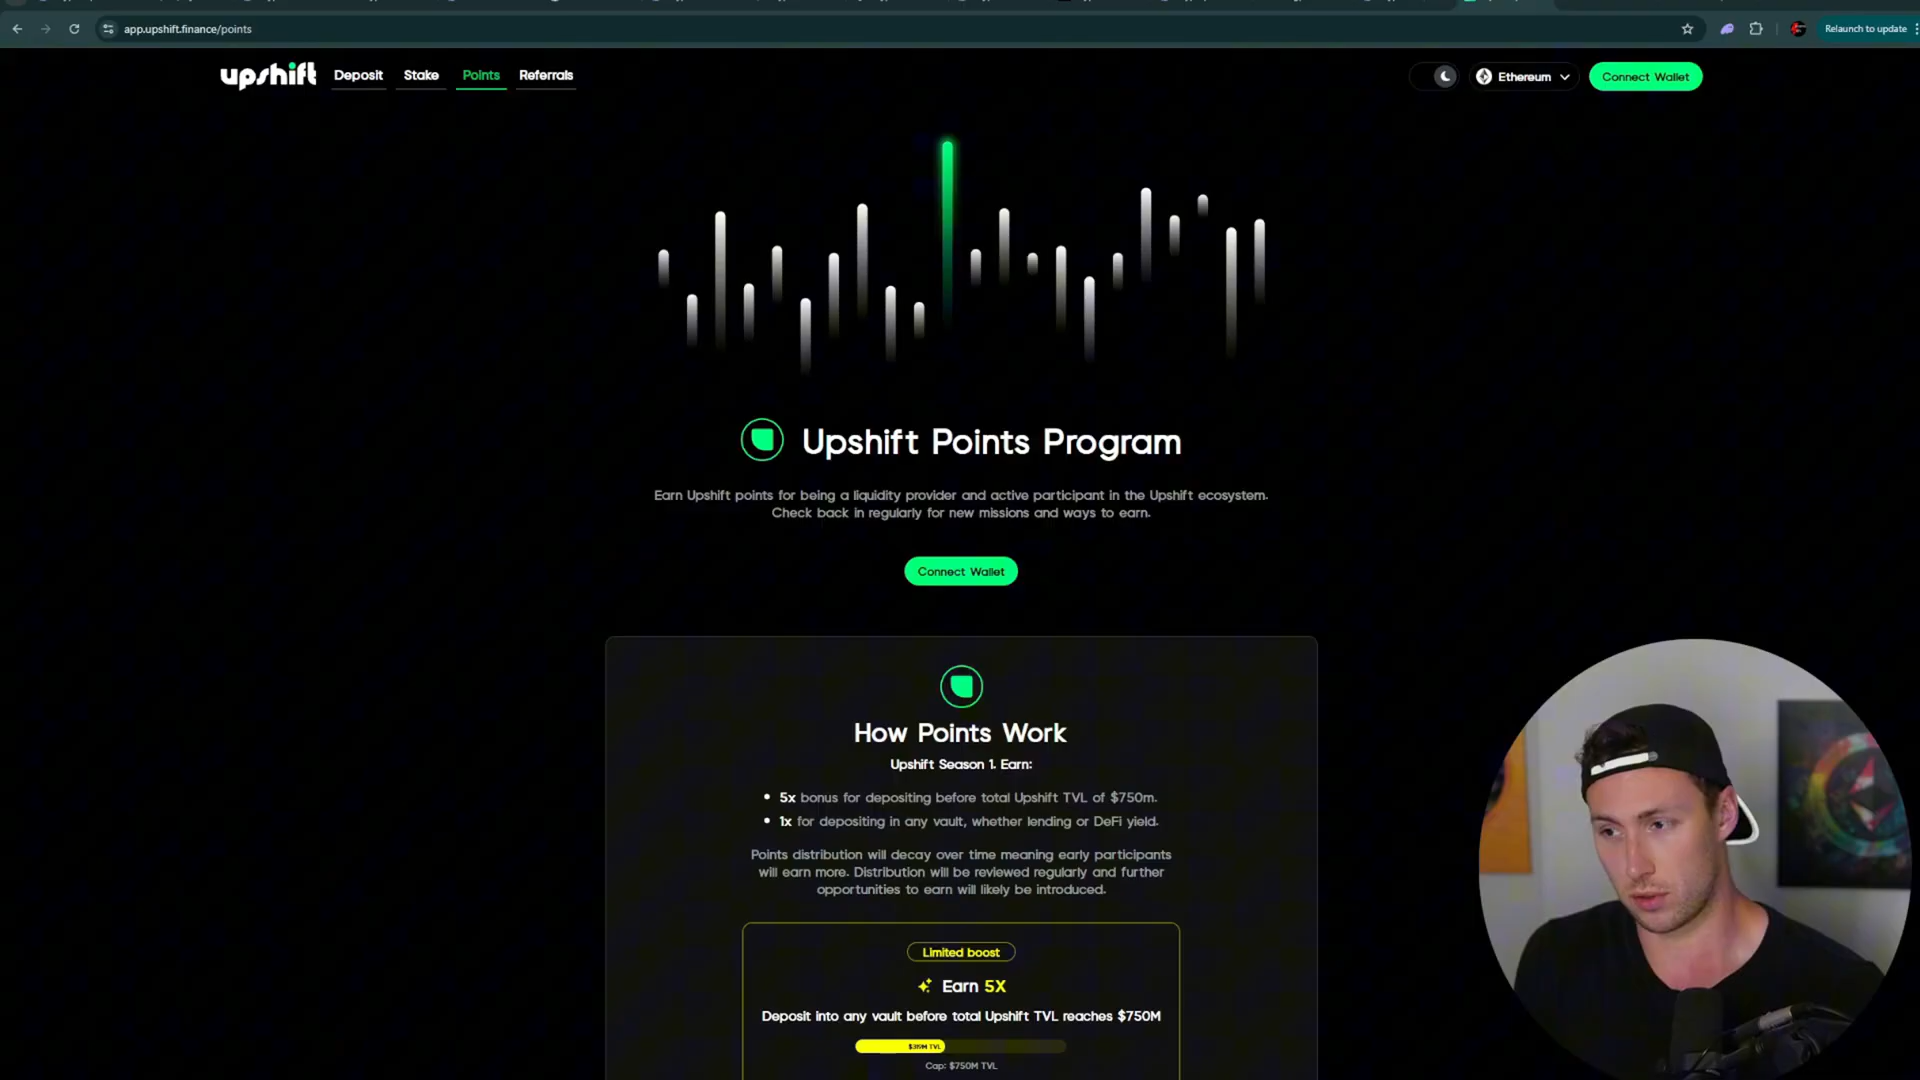 app.upshift.finance/points
Relaunch to update
upshift
Deposit
Stake
Points
Referrals
Ethereum
Connect Wallet
Upshift Points Program
Earn Upshift points for being a liquidity provider and active participant in the Upshift ecosystem.
Check back in regularly for new missions and ways to earn.
Connect Wallet
How Points Work
Upshift Season 1. Earn:
• 5x bonus for depositing before total Upshift TVL of $750m.
• 1x for depositing in any vault, whether lending or DeFi yield.
Points distribution will decay over time meaning early participants
will earn more. Distribution will be reviewed regularly and further
opportunities to earn will likely be introduced.
Limited boost
Earn 5X
Deposit into any vault before total Upshift TVL reaches $750M
$319M TVL
Cap: $750M TVL